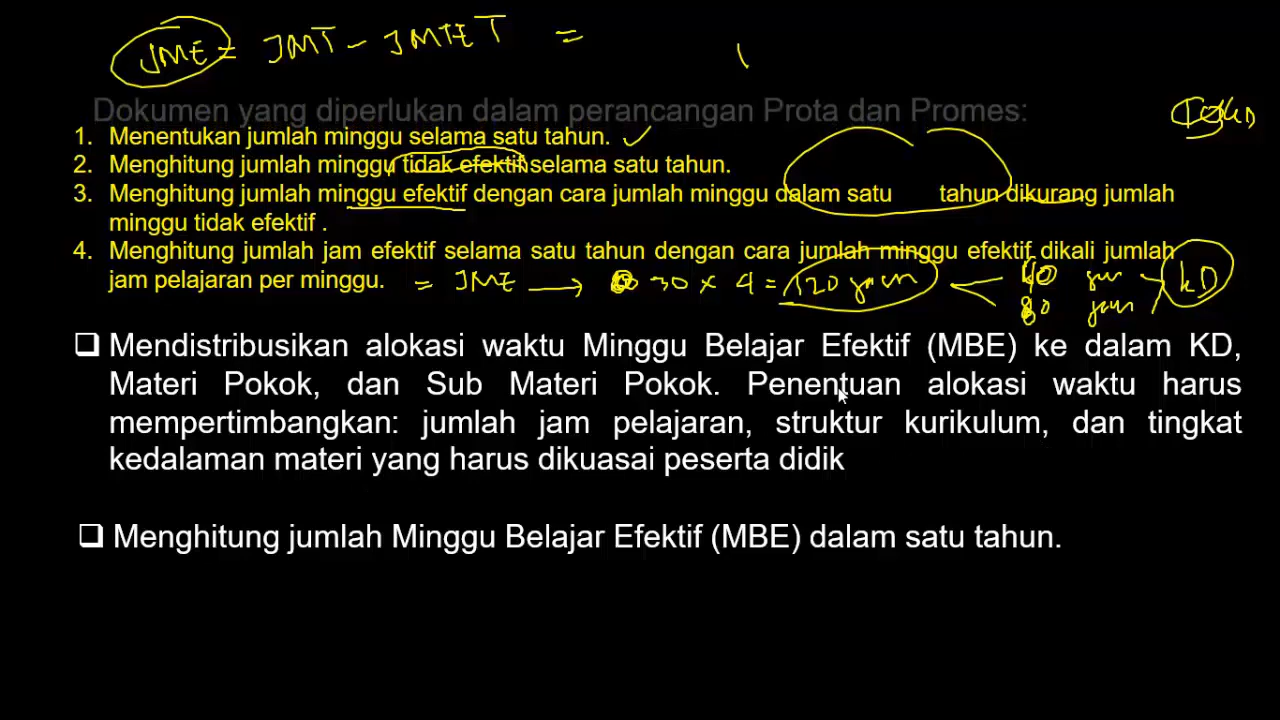 JME = JMT - JMTET =
Dokumen yang diperlukan dalam perancangan Prota dan Promes:
1. Menentukan jumlah minggu selama satu tahun.
2. Menghitung jumlah minggu tidak efektif selama satu tahun.
3. Menghitung jumlah minggu efektif dengan cara jumlah minggu dalam satu tahun dikurang jumlah
minggu tidak efektif .
4. Menghitung jumlah jam efektif selama satu tahun dengan cara jumlah minggu efektif dikali jumlah
jam pelajaran per minggu. = JME → 30 x 4 = 120 jam 40 jam KD
80 jam
❑ Mendistribusikan alokasi waktu Minggu Belajar Efektif (MBE) ke dalam KD,
Materi Pokok, dan Sub Materi Pokok. Penentuan alokasi waktu harus
mempertimbangkan: jumlah jam pelajaran, struktur kurikulum, dan tingkat
kedalaman materi yang harus dikuasai peserta didik
❑ Menghitung jumlah Minggu Belajar Efektif (MBE) dalam satu tahun.